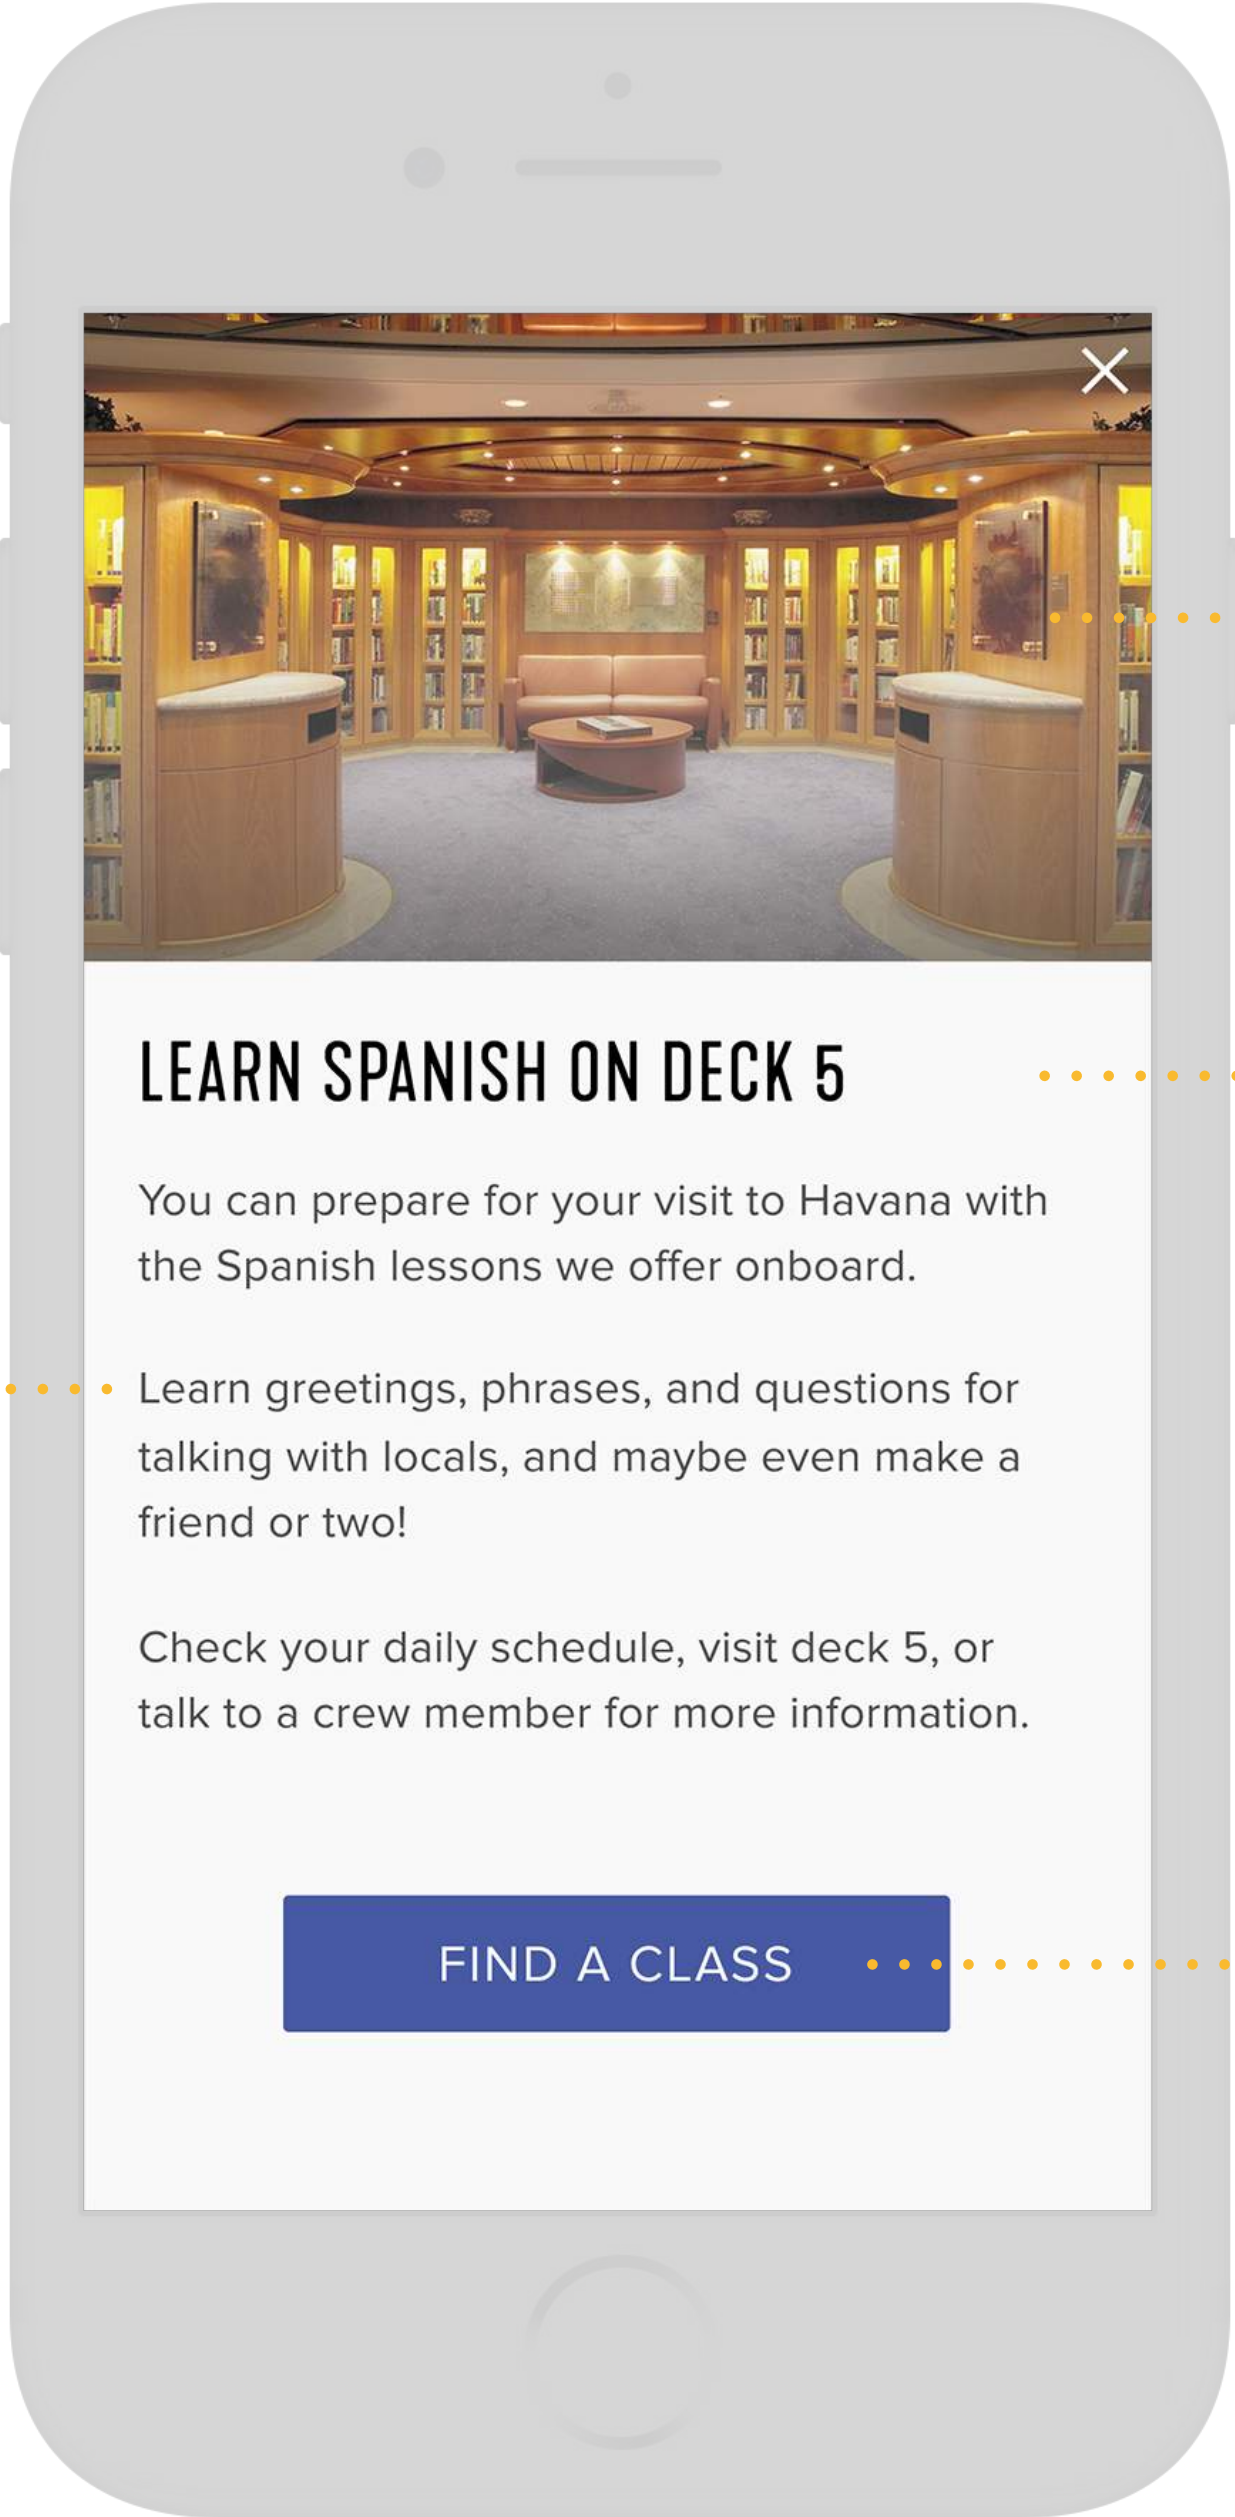 LEARN SPANISH ON DECK 5
You can prepare for your visit to Havana with
the Spanish lessons we offer onboard.
Learn greetings, phrases, and questions for
talking with locals, and maybe even make a
friend or two!
Check your daily schedule, visit deck 5, or
talk to a crew member for more information.
FIND A CLASS